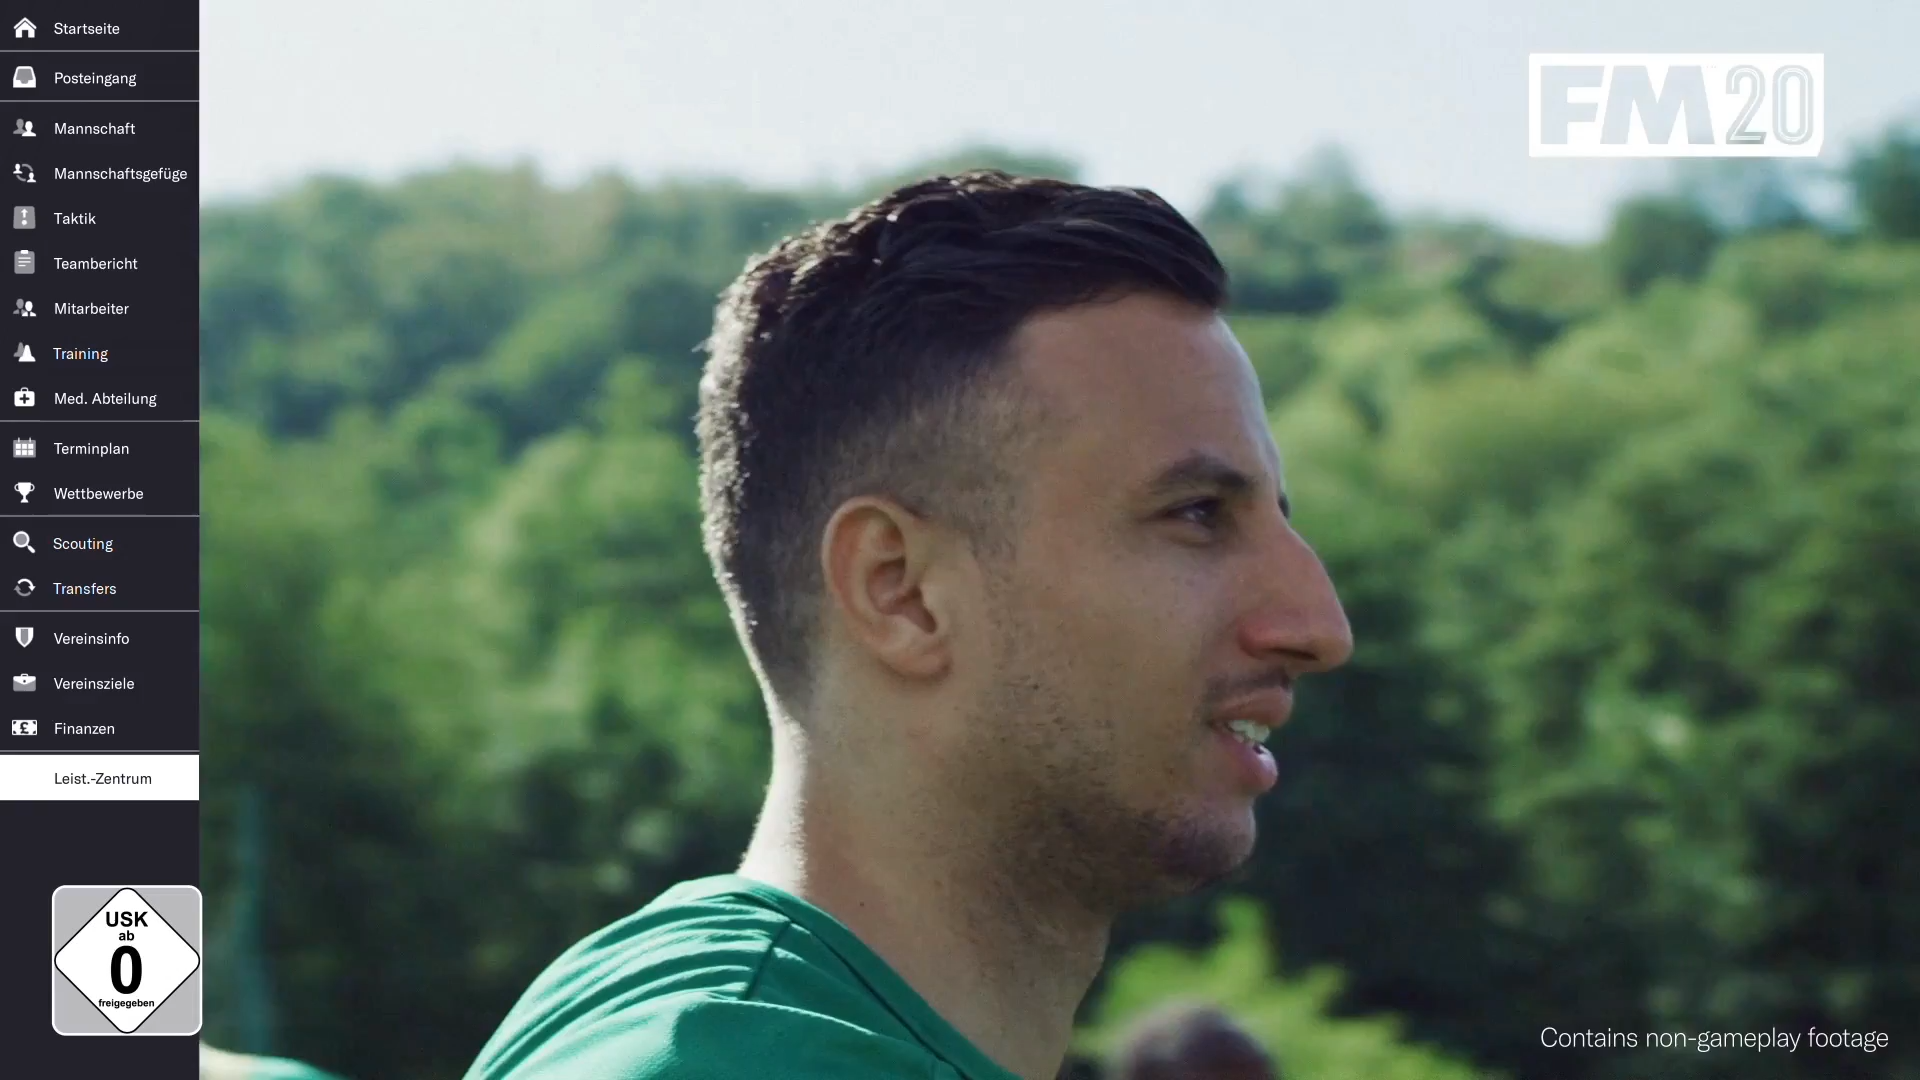 Startseite
Posteingang
Mannschaft
Mannschaftsgefüge
Taktik
Teambericht
Mitarbeiter
Training
Med. Abteilung
Terminplan
Wettbewerbe
Scouting
Transfers
Vereinsinfo
Vereinsziele
Finanzen
Leist.-Zentrum
USK
ab
0
freigegeben
FM20
Contains non-gameplay footage